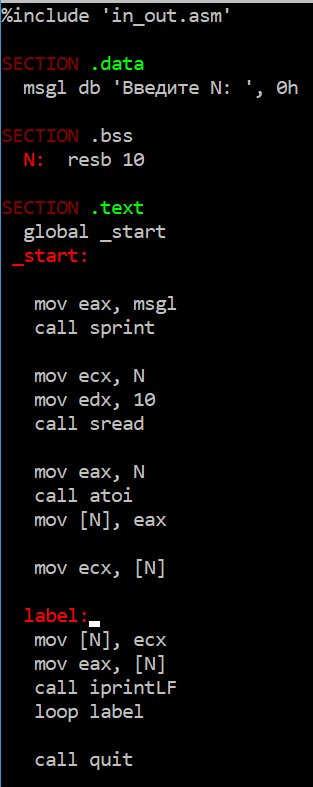 %include 'in_out.asm'
SECTION .data
msgl db 'Введите N: ', 0h
SECTION .bss
N: resb 10
SECTION .text
global _start
_start:
mov eax, msgl
call sprint
mov ecx, N
mov edx, 10
call sread
mov eax, N
call atoi
mov [N], eax
mov ecx, [N]
label:
mov [N], ecx
mov eax, [N]
call iprintLF
loop label
call quit